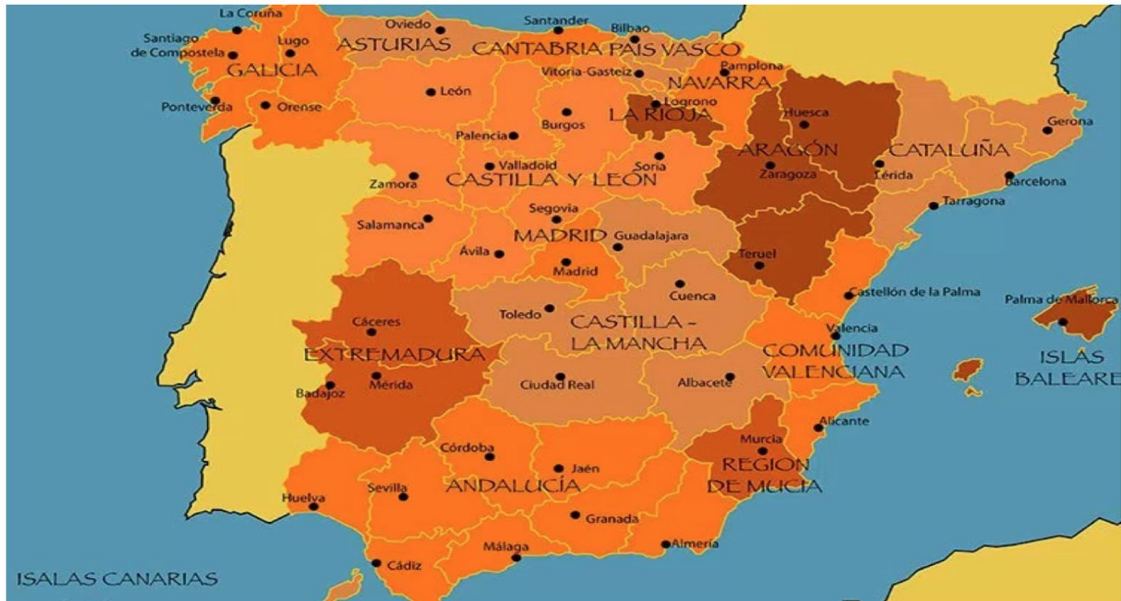 La Coruña
Oviedo
Santander
Bilbao
Santiago
de Compostela
Lugo
ASTURIAS
CANTABRIA
PAÍS VASCO
GALICIA
Vitoria-Gasteiz
Pamplona
NAVARRA
Ponteverda
Orense
León
Logrono
LA RIOJA
Burgos
Huesca
Gerona
Palencia
ARAGÓN
CATALUÑA
Valladoid
Soria
Zaragoza
Lérida
Barcelona
Zamora
CASTILLA Y LEÓN
Tarragona
Salamanca
Segovia
MADRID
Guadalajara
Ávila
Madrid
Teruel
Cuenca
Castellón de la Palma
Palma de Mallorca
Toledo
Cáceres
CASTILLA -
LA MANCHA
Valencia
COMUNIDAD
VALENCIANA
ISLAS
BALEARE
EXTREMADURA
Mérida
Badajoz
Ciudad Real
Albacete
Alicante
Murcia
REGION
DE MUCIA
Córdoba
Jaén
ANDALUCÍA
Sevilla
Huelva
Granada
Almería
Málaga
Cádiz
ISALAS CANARIAS